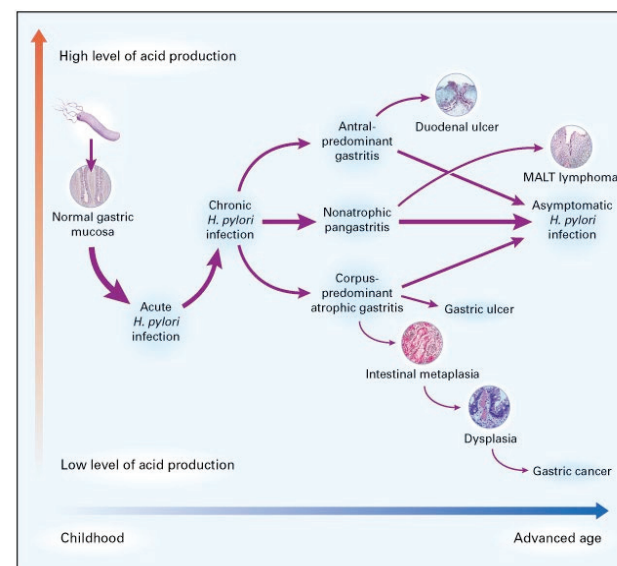 High level of acid production
Normal gastric
mucosa
Acute
H. pylori
infection
Chronic
H. pylori
infection
Antral-
predominant
gastritis
Duodenal ulcer
Nonatrophic
pangastritis
MALT lymphoma
Asymptomatic
H. pylori
infection
Corpus-
predominant
atrophic gastritis
Gastric ulcer
Intestinal metaplasia
Dysplasia
Gastric cancer
Low level of acid production
Childhood
Advanced age